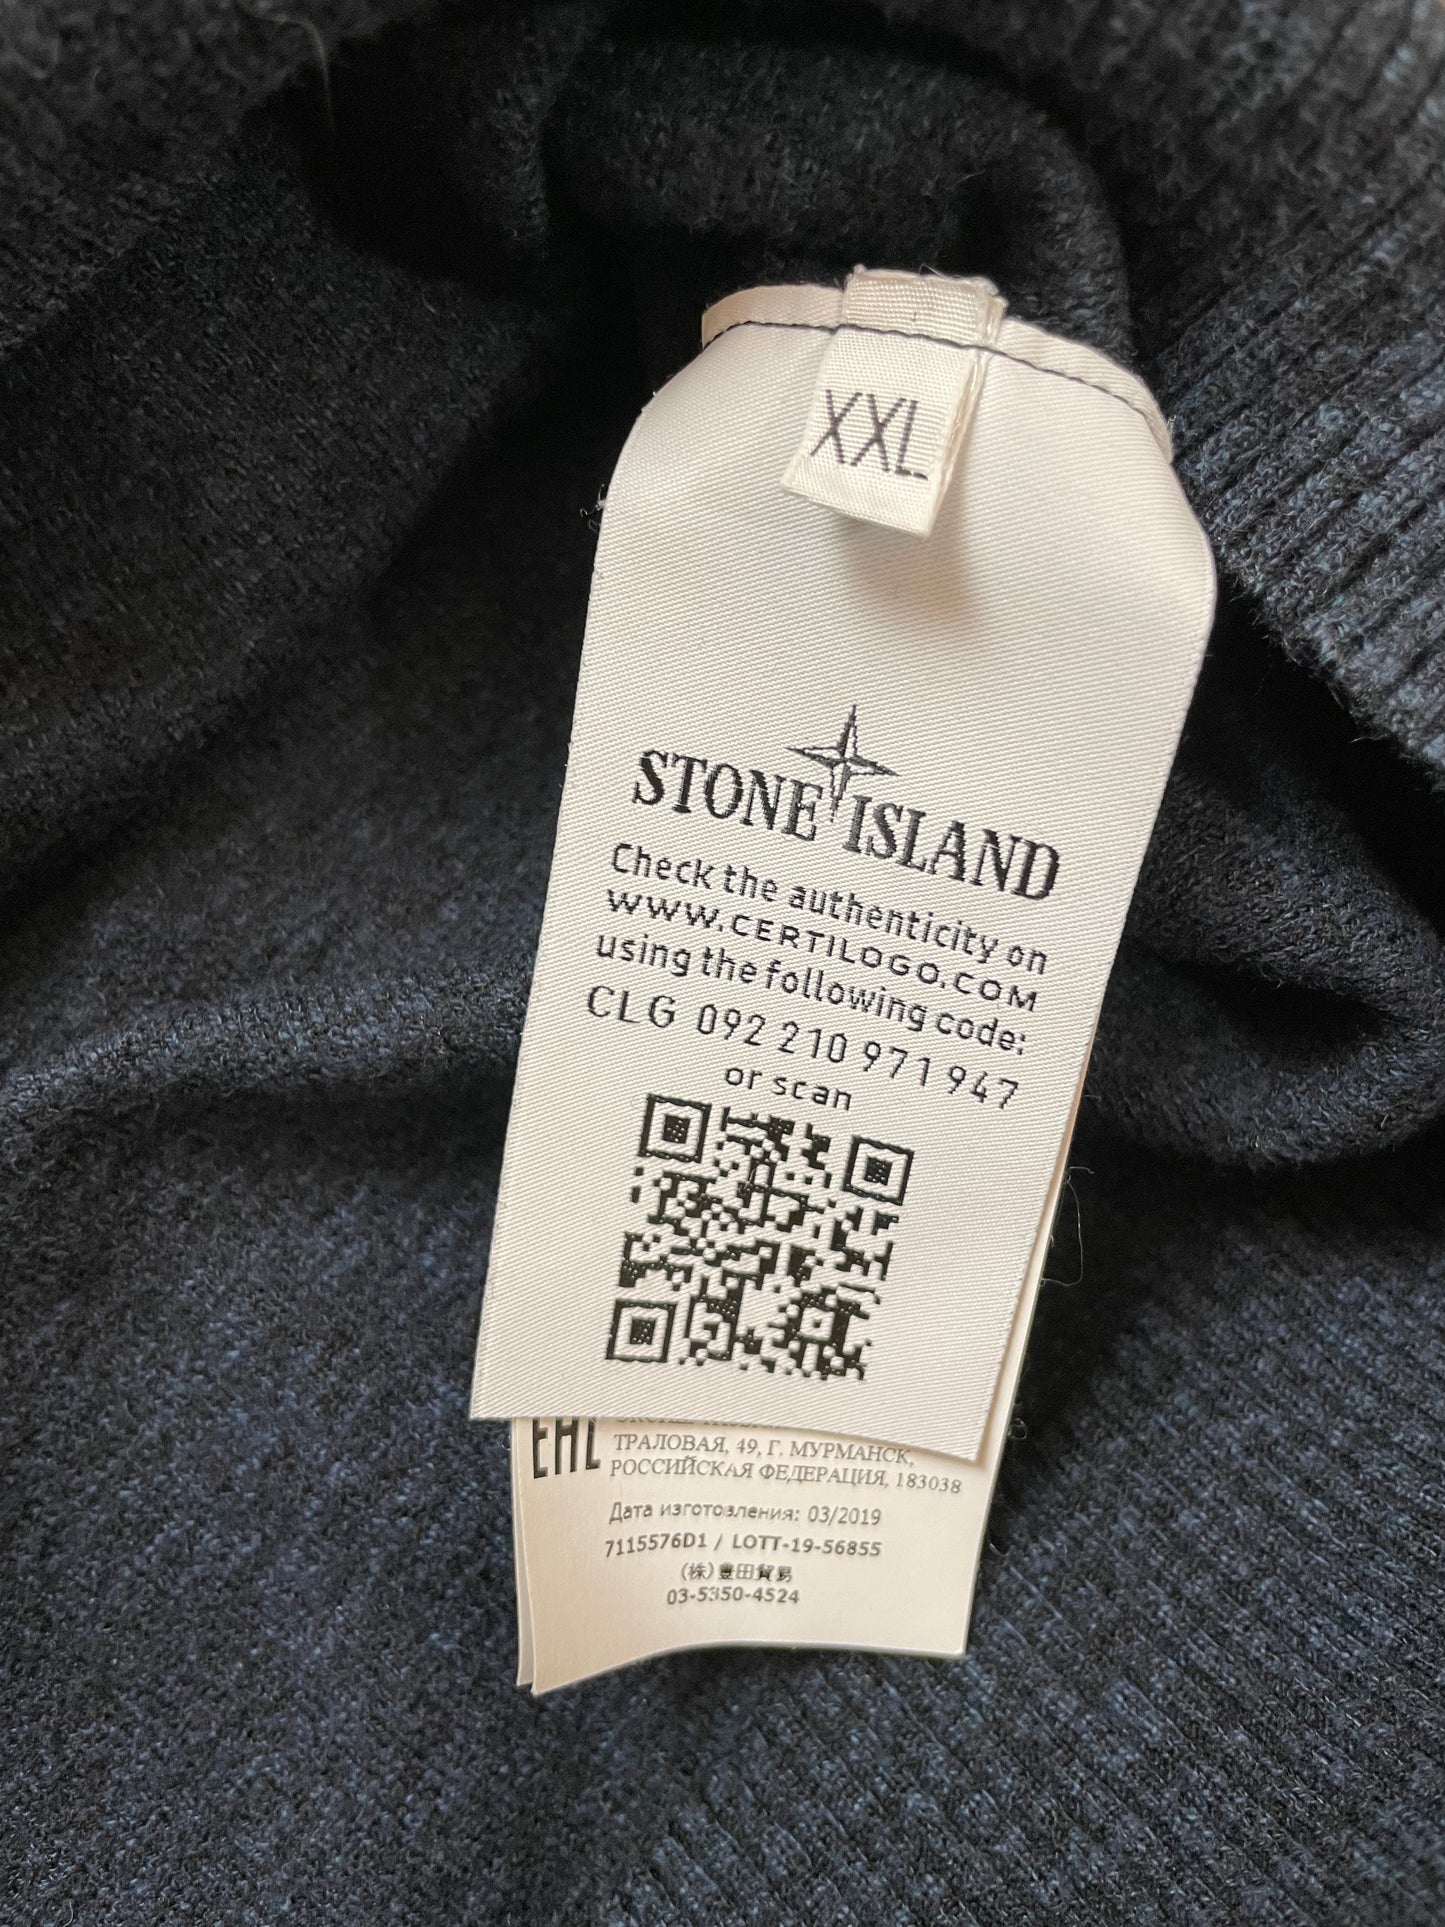 XXL
STONE ISLAND
Check the authenticity on
WWW.CERTILOGO.COM
using the following code:
CLG 092 210 971 947
or scan
EAC
ТРАЛОВАЯ, 49, Г. МУРМАНСК,
РОССИЙСКАЯ ФЕДЕРАЦИЯ, 183038
Дата изготовления: 03/2019
7115576D1 / LOTT-19-56855
(株)豊田貿易
03-5350-4524